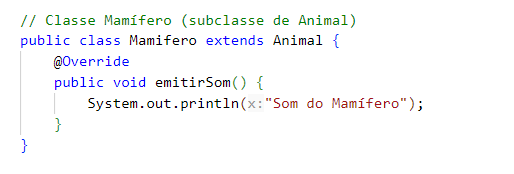 // Classe Mamífero (subclasse de Animal)
public class Mamifero extends Animal {
@Override
public void emitirSom() {
System.out.println(x:"Som do Mamífero");
}
}